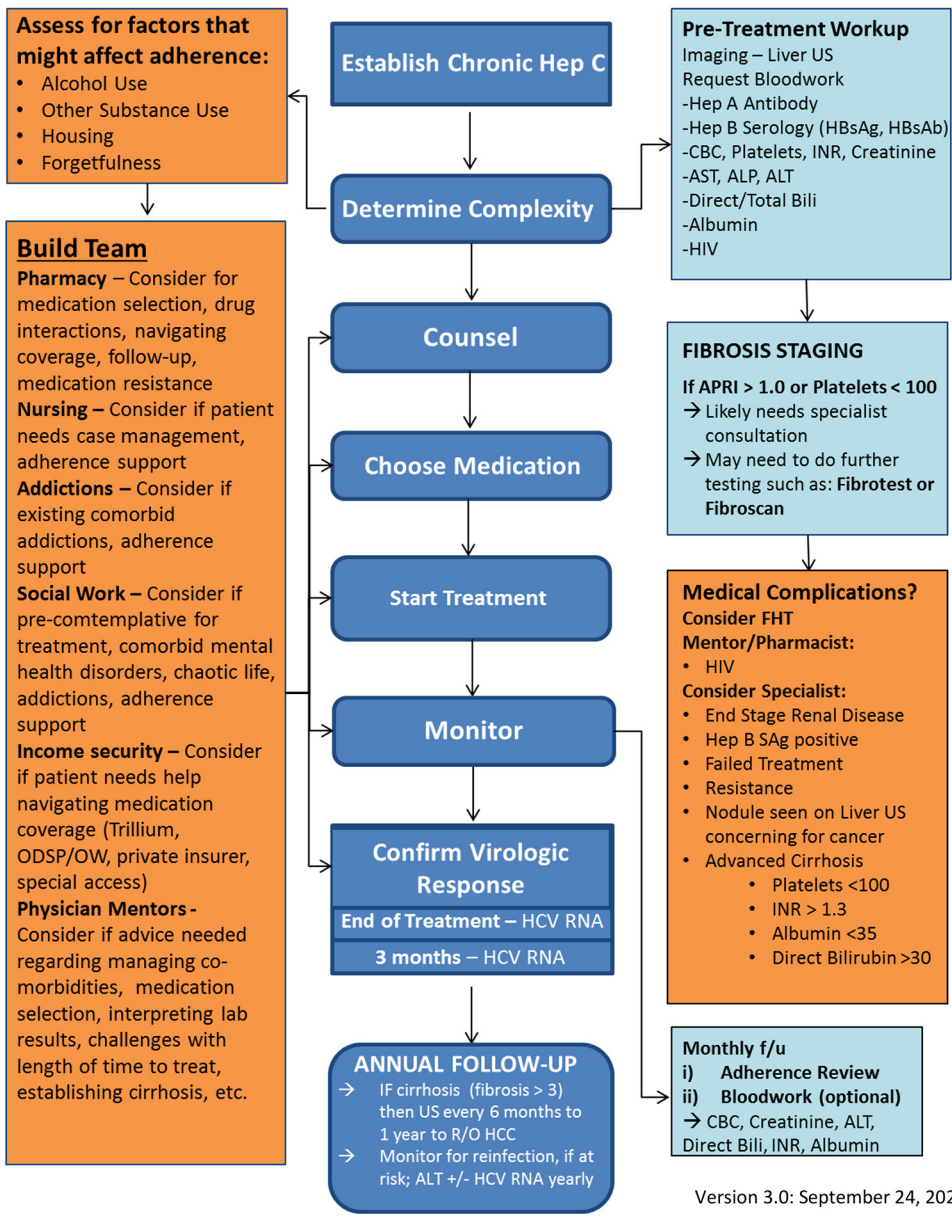 Assess for factors that
might affect adherence:
• Alcohol Use
• Other Substance Use
• Housing
• Forgetfulness
Build Team
Pharmacy – Consider for
medication selection, drug
interactions, navigating
coverage, follow-up,
medication resistance
Nursing – Consider if patient
needs case management,
adherence support
Addictions – Consider if
existing comorbid
addictions, adherence
support
Social Work – Consider if
pre-comtemplative for
treatment, comorbid mental
health disorders, chaotic life,
addictions, adherence
support
Income security – Consider
if patient needs help
navigating medication
coverage (Trillium,
ODSP/OW, private insurer,
special access)
Physician Mentors -
Consider if advice needed
regarding managing co-
morbidities, medication
selection, interpreting lab
results, challenges with
length of time to treat,
establishing cirrhosis, etc.
Establish Chronic Hep C
Determine Complexity
Counsel
Choose Medication
Start Treatment
Monitor
Confirm Virologic
Response
End of Treatment – HCV RNA
3 months – HCV RNA
ANNUAL FOLLOW-UP
→ IF cirrhosis (fibrosis > 3)
then US every 6 months to
1 year to R/O HCC
→ Monitor for reinfection, if at
risk; ALT +/- HCV RNA yearly
Pre-Treatment Workup
Imaging – Liver US
Request Bloodwork
-Hep A Antibody
-Hep B Serology (HBsAg, HBsAb)
-CBC, Platelets, INR, Creatinine
-AST, ALP, ALT
-Direct/Total Bili
-Albumin
-HIV
FIBROSIS STAGING
If APRI > 1.0 or Platelets < 100
→ Likely needs specialist
consultation
→ May need to do further
testing such as: Fibrotest or
Fibroscan
Medical Complications?
Consider FHT
Mentor/Pharmacist:
• HIV
Consider Specialist:
• End Stage Renal Disease
• Hep B SAg positive
• Failed Treatment
• Resistance
• Nodule seen on Liver US
concerning for cancer
• Advanced Cirrhosis
• Platelets <100
• INR > 1.3
• Albumin <35
• Direct Bilirubin >30
Monthly f/u
i) Adherence Review
ii) Bloodwork (optional)
→ CBC, Creatinine, ALT,
Direct Bili, INR, Albumin
Version 3.0: September 24, 202